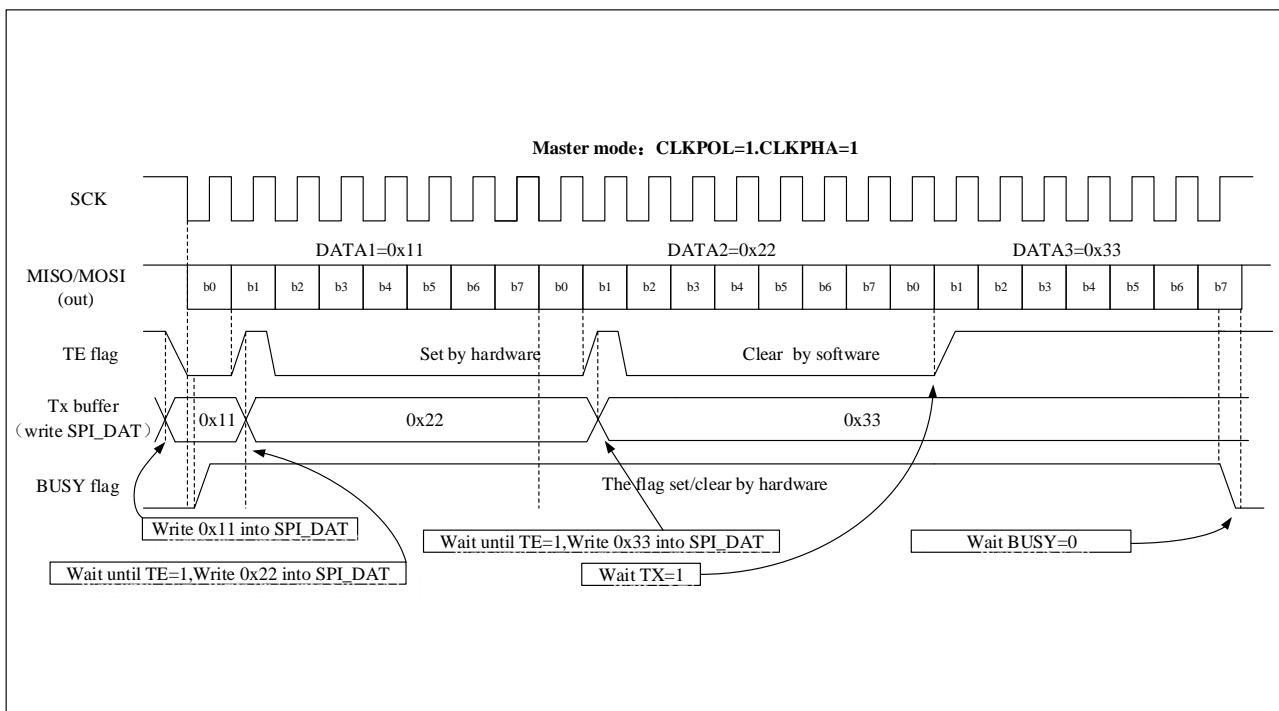 Master mode：CLKPOL=1.CLKPHA=1
SCK
DATA1=0x11 DATA2=0x22 DATA3=0x33
MISO/MOSI
(out)
b0 b1 b2 b3 b4 b5 b6 b7 b0 b1 b2 b3 b4 b5 b6 b7 b0 b1 b2 b3 b4 b5 b6 b7
TE flag
Set by hardware
Clear by software
Tx buffer
（write SPI_DAT）
0x11
0x22
0x33
BUSY flag
The flag set/clear by hardware
Write 0x11 into SPI_DAT
Wait until TE=1,Write 0x33 into SPI_DAT
Wait BUSY=0
Wait until TE=1,Write 0x22 into SPI_DAT
Wait TX=1